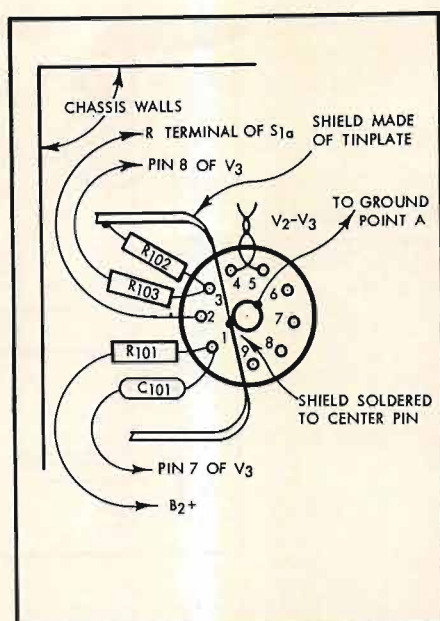 CHASSIS WALLS
R TERMINAL OF S1a
PIN 8 OF V3
SHIELD MADE
OF TINPLATE
TO GROUND
POINT A
V2-V3
R102
R103
R101
C101
1
2
3
4
5
6
7
8
9
SHIELD SOLDERED
TO CENTER PIN
PIN 7 OF V3
B2+